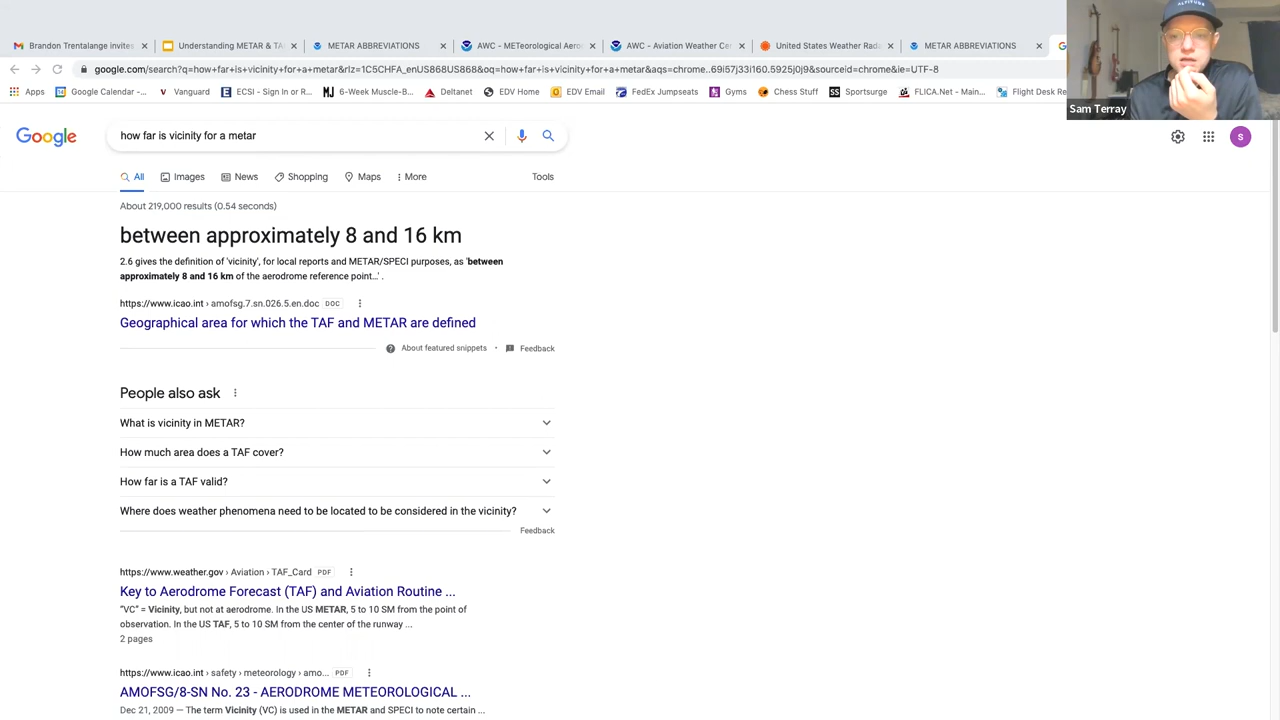 Brandon Trentalange invites
Understanding METAR & TA
METAR ABBREVIATIONS
AWC - METeorological Aero
AWC - Aviation Weather Ce
United States Weather Rada
METAR ABBREVIATIONS
google.com/search?q=how+far+is+vicinity+for+a+metar&rlz=1C5CHFA_enUS868US868&oq=how+far+is+vicinity+for+a+metar&aqs=chrome..69i57j33i160.5925j0j9&sourceid=chrome&ie=UTF-8
Apps
Google Calendar -...
Vanguard
ECSI - Sign In or R...
6-Week Muscle-B...
Deltanet
EDV Home
EDV Email
FedEx Jumpseats
Gyms
Chess Stuff
Sportsurge
FLICA.Net - Main...
Flight Desk Re
ALTITUDE
Sam Terray
Google
how far is vicinity for a metar
S
All
Images
News
Shopping
Maps
More
Tools
About 219,000 results (0.54 seconds)
between approximately 8 and 16 km
2.6 gives the definition of 'vicinity', for local reports and METAR/SPECI purposes, as 'between
approximately 8 and 16 km of the aerodrome reference point…' .
https://www.icao.int › amofsg.7.sn.026.5.en.doc DOC
Geographical area for which the TAF and METAR are defined
About featured snippets • Feedback
People also ask
What is vicinity in METAR?
How much area does a TAF cover?
How far is a TAF valid?
Where does weather phenomena need to be located to be considered in the vicinity?
Feedback
https://www.weather.gov › Aviation › TAF_Card PDF
Key to Aerodrome Forecast (TAF) and Aviation Routine ...
“VC” = Vicinity, but not at aerodrome. In the US METAR, 5 to 10 SM from the point of
observation. In the US TAF, 5 to 10 SM from the center of the runway ...
2 pages
https://www.icao.int › safety › meteorology › amo... PDF
AMOFSG/8-SN No. 23 - AERODROME METEOROLOGICAL ...
Dec 21, 2009 — The term Vicinity (VC) is used in the METAR and SPECI to note certain ...